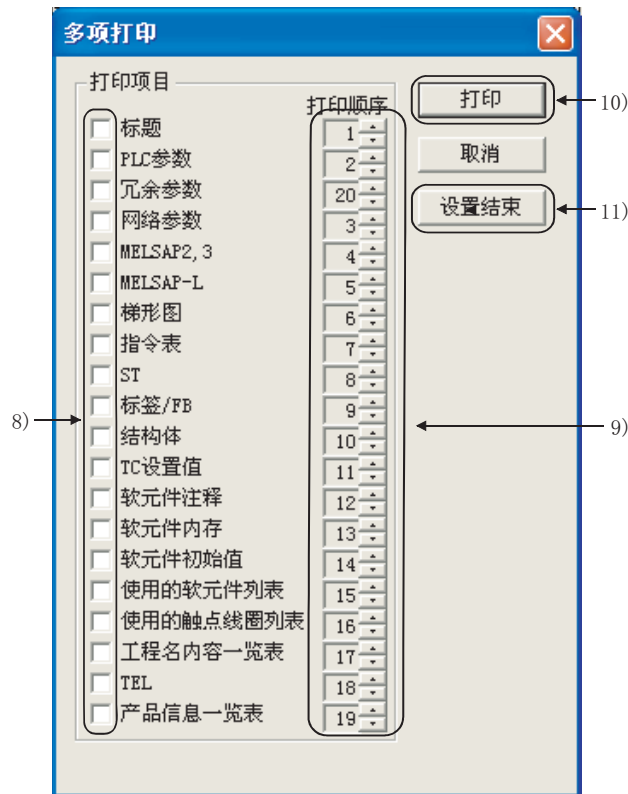 多项打印
打印项目
打印顺序
标题 1
PLC参数 2
冗余参数 20
网络参数 3
MELSAP2,3 4
MELSAP-L 5
梯形图 6
指令表 7
ST 8
标签/FB 9
结构体 10
TC设置值 11
软元件注释 12
软元件内存 13
软元件初始值 14
使用的软元件列表 15
使用的触点线圈列表 16
工程名内容一览表 17
TEL 18
产品信息一览表 19
8)
9)
打印 10)
取消
设置结束 11)